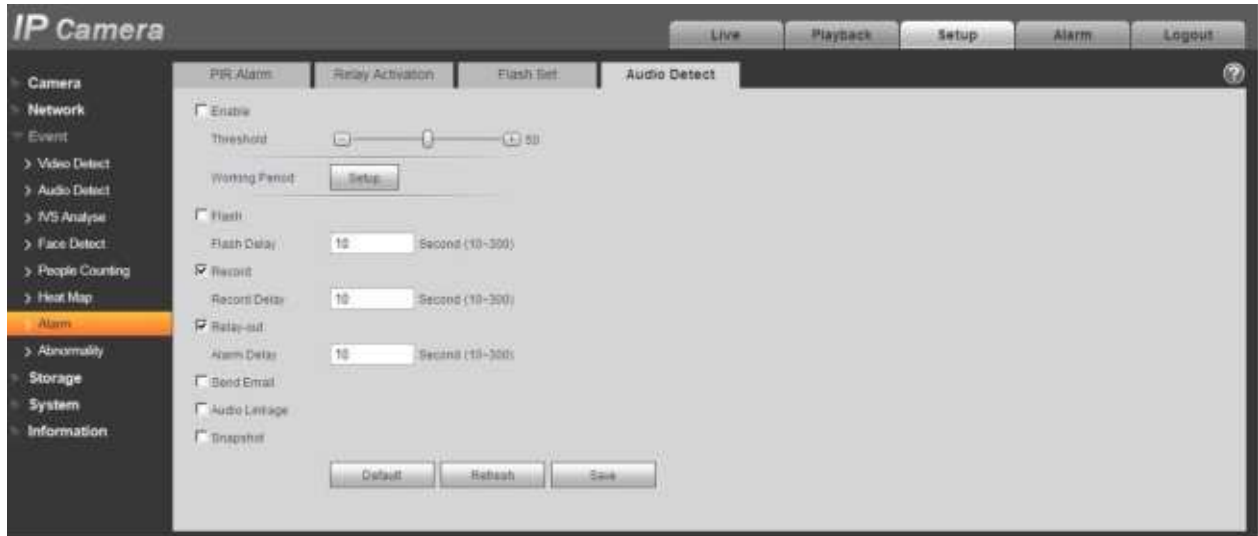 IP Camera
Live Playback Setup Alarm Logout
PIR Alarm Relay Activation Flash Set Audio Detect ?
Camera
Network
Event
Video Detect
Audio Detect
IVS Analyse
Face Detect
People Counting
Heat Map
Alarm
Abnormality
Storage
System
Information
Enable
Threshold 50
Working Period Setup
Flash
Flash Delay 10 Second (10~300)
Record
Record Delay 10 Second (10~300)
Relay-out
Alarm Delay 10 Second (10~300)
Send Email
Audio Linkage
Snapshot
Default Refresh Save